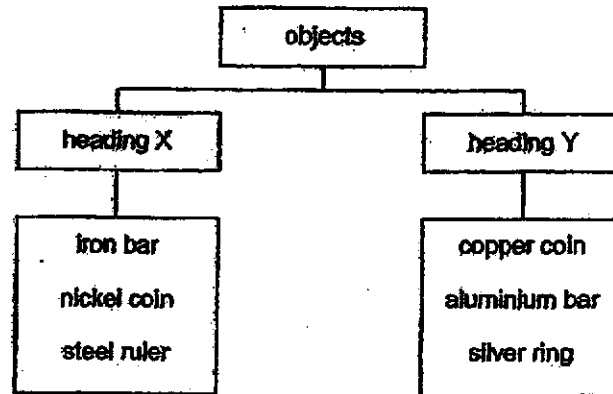 objects
heading X
heading Y
iron bar
nickel coin
steel ruler
copper coin
aluminium bar
silver ring